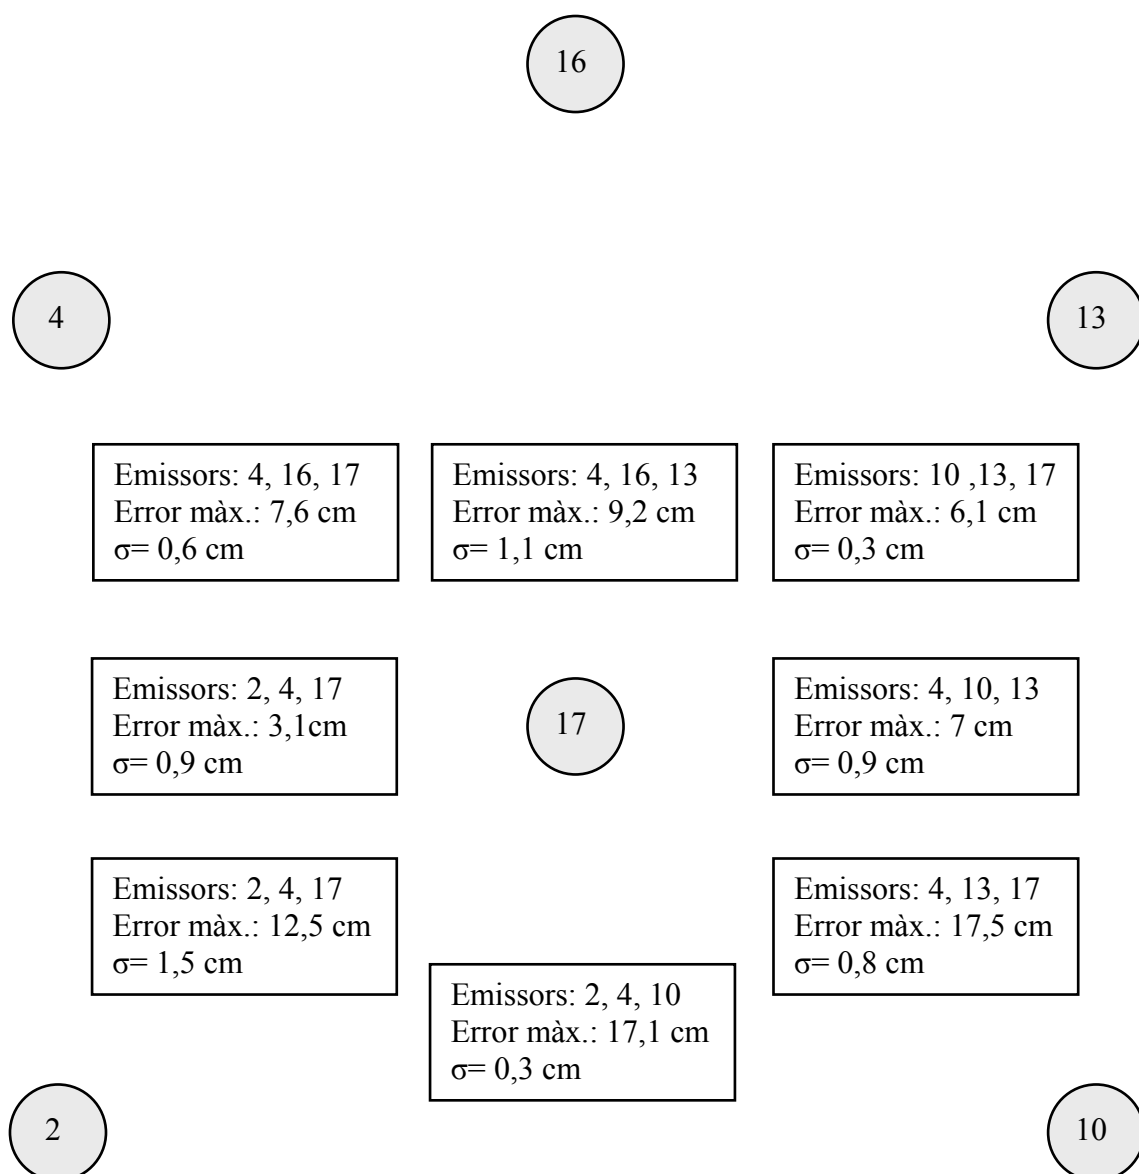 16
4
13
Emissors: 4, 16, 17
Error màx.: 7,6 cm
σ= 0,6 cm
Emissors: 4, 16, 13
Error màx.: 9,2 cm
σ= 1,1 cm
Emissors: 10 ,13, 17
Error màx.: 6,1 cm
σ= 0,3 cm
Emissors: 2, 4, 17
Error màx.: 3,1cm
σ= 0,9 cm
17
Emissors: 4, 10, 13
Error màx.: 7 cm
σ= 0,9 cm
Emissors: 2, 4, 17
Error màx.: 12,5 cm
σ= 1,5 cm
Emissors: 2, 4, 10
Error màx.: 17,1 cm
σ= 0,3 cm
Emissors: 4, 13, 17
Error màx.: 17,5 cm
σ= 0,8 cm
2
10